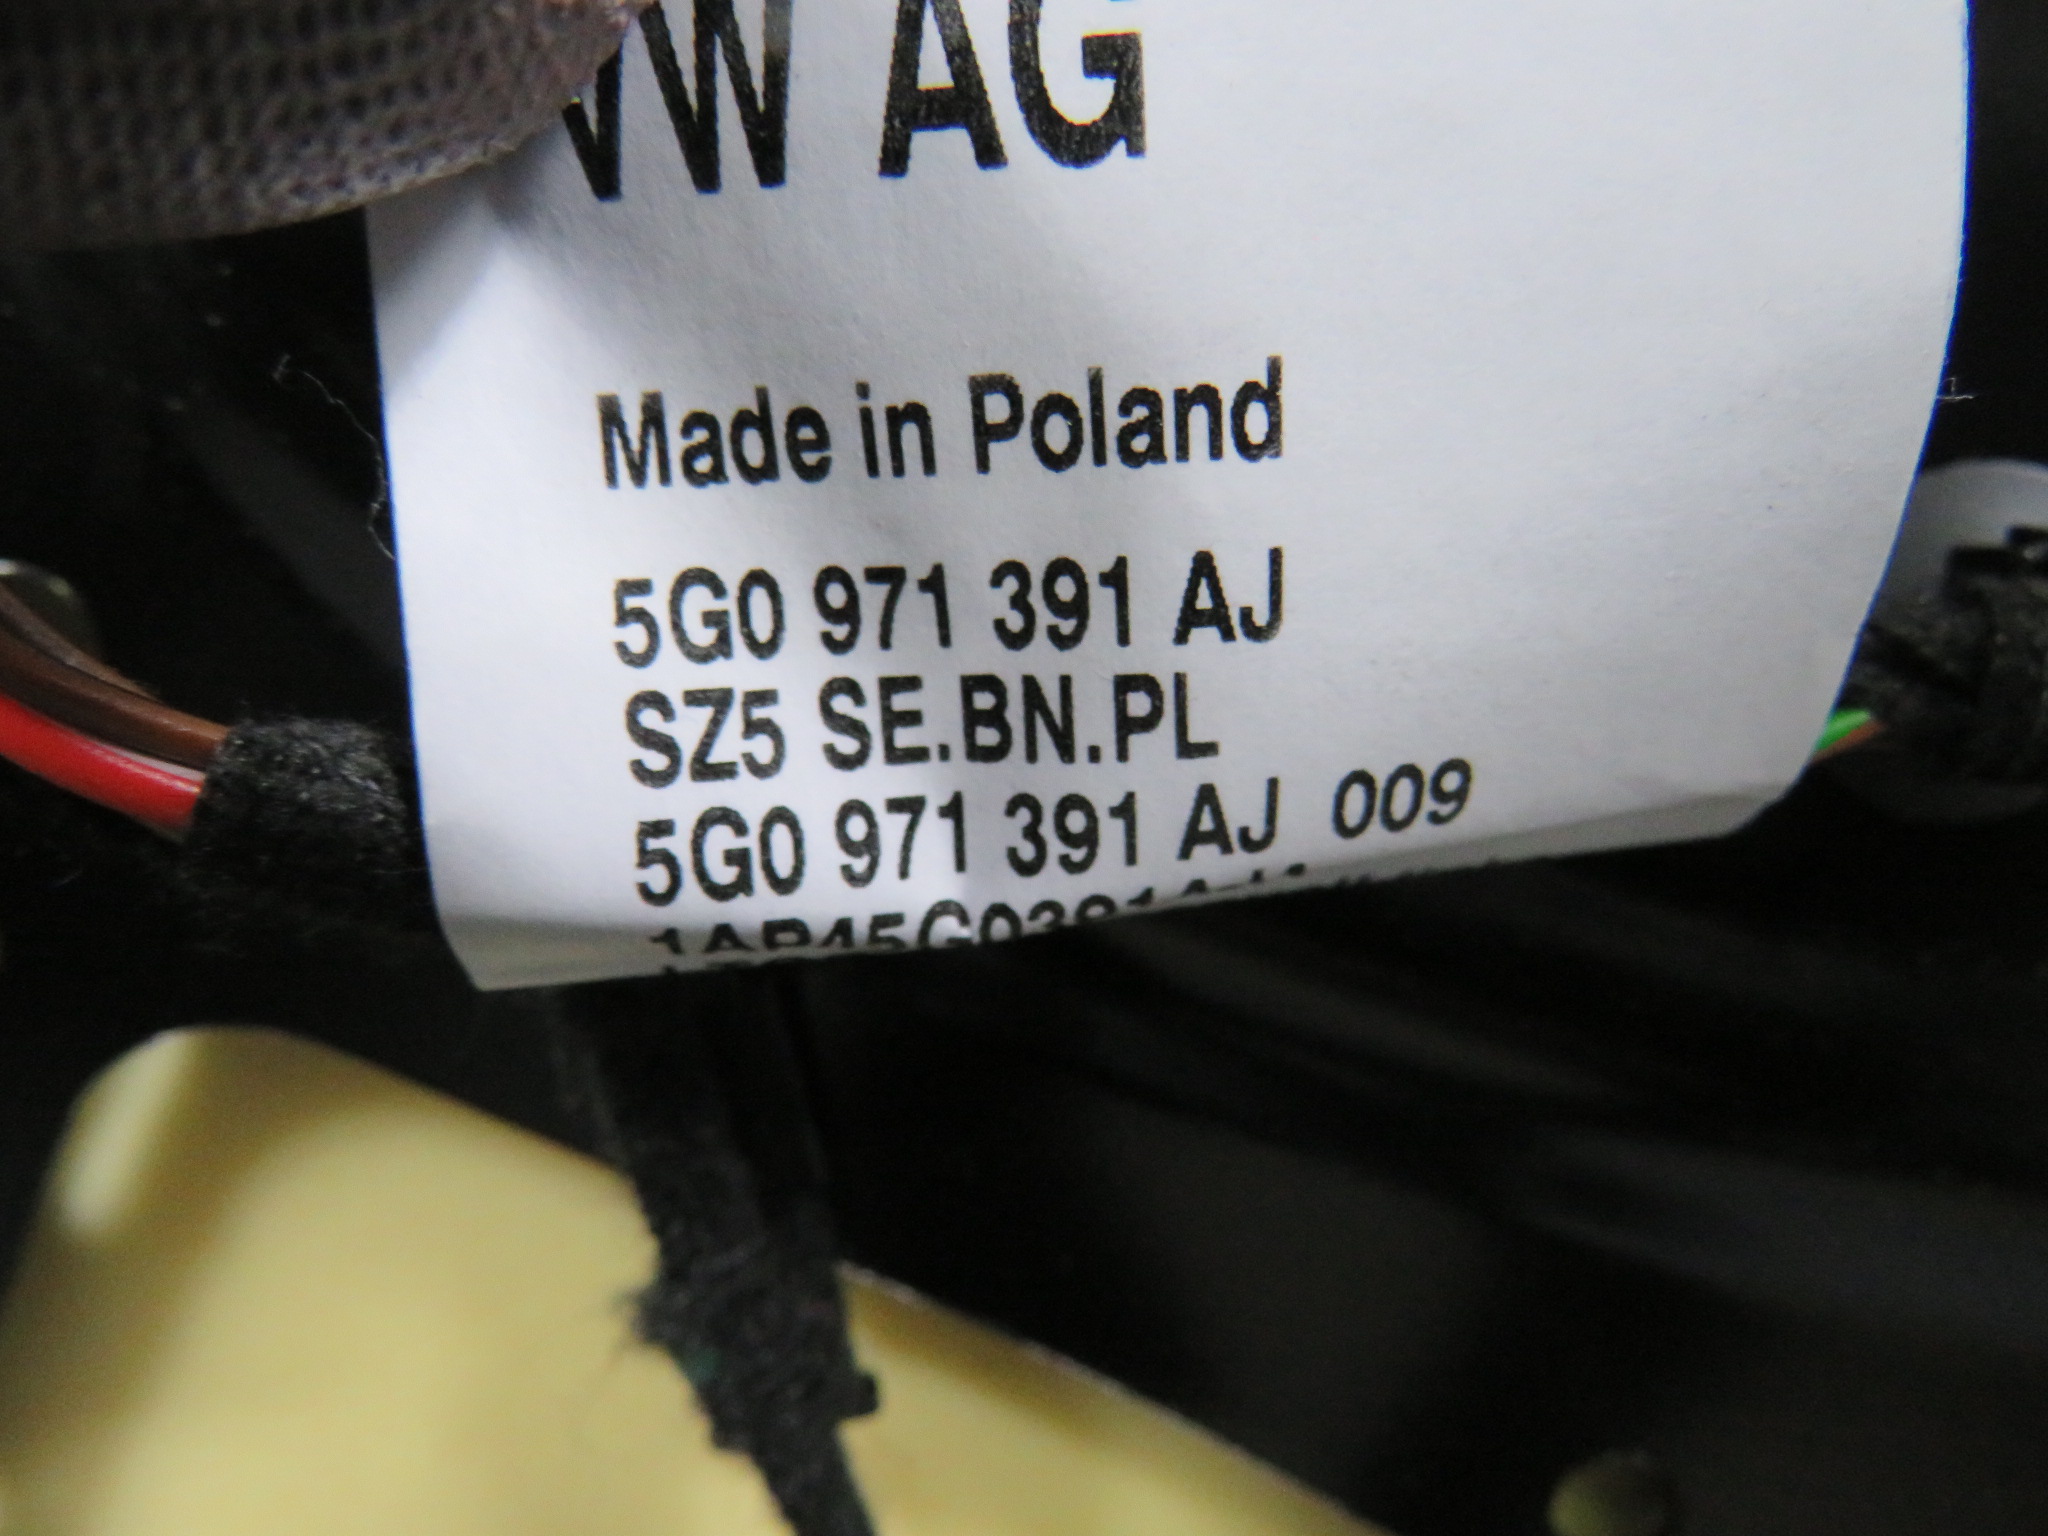 VW AG
Made in Poland
5G0 971 391 AJ
SZ5 SE.BN.PL
5G0 971 391 AJ 009